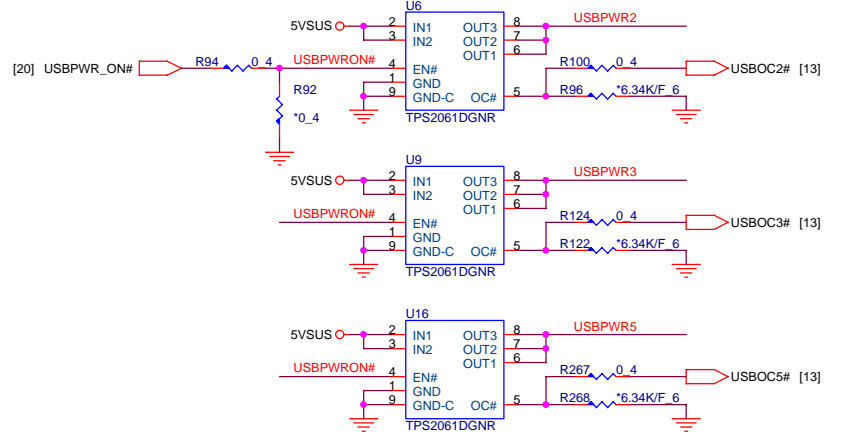 U6
5VSUS 2 IN1 OUT3 8 USBPWR2
3 IN2 OUT2 7
OUT1 6
[20] USBPWR_ON# R94 0_4 USBPWRON# 4 EN# R100 0_4 USBOC2# [13]
1 GND
R92 9 GND-C OC# 5 R96 *6.34K/F_6
*0_4 TPS2061DGNR
U9
5VSUS 2 IN1 OUT3 8 USBPWR3
3 IN2 OUT2 7
OUT1 6
USBPWRON# 4 EN# R124 0_4 USBOC3# [13]
1 GND
9 GND-C OC# 5 R122 *6.34K/F_6
TPS2061DGNR
U16
5VSUS 2 IN1 OUT3 8 USBPWR5
3 IN2 OUT2 7
OUT1 6
USBPWRON# 4 EN# R267 0_4 USBOC5# [13]
1 GND
9 GND-C OC# 5 R268 *6.34K/F_6
TPS2061DGNR